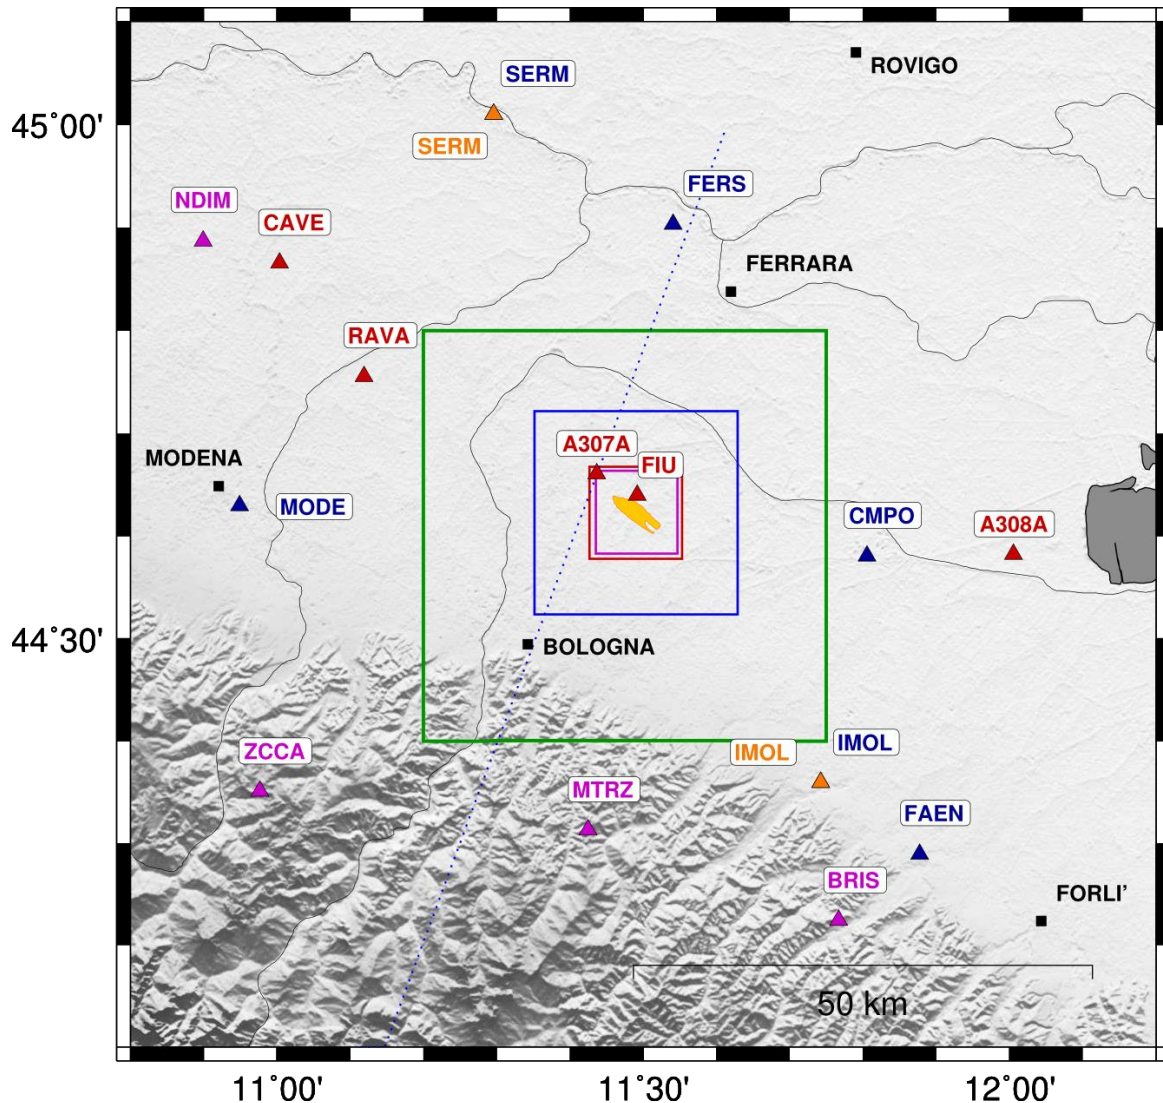 SERM
ROVIGO
45°00'
SERM
FERS
NDIM
CAVE
FERRARA
RAVA
A307A
MODENA
FIU
MODE
CMPO
A308A
44°30'
BOLOGNA
IMOL
IMOL
ZCCA
MTRZ
FAEN
BRIS
FORLI’
50 km
11°00'
11°30'
12°00'